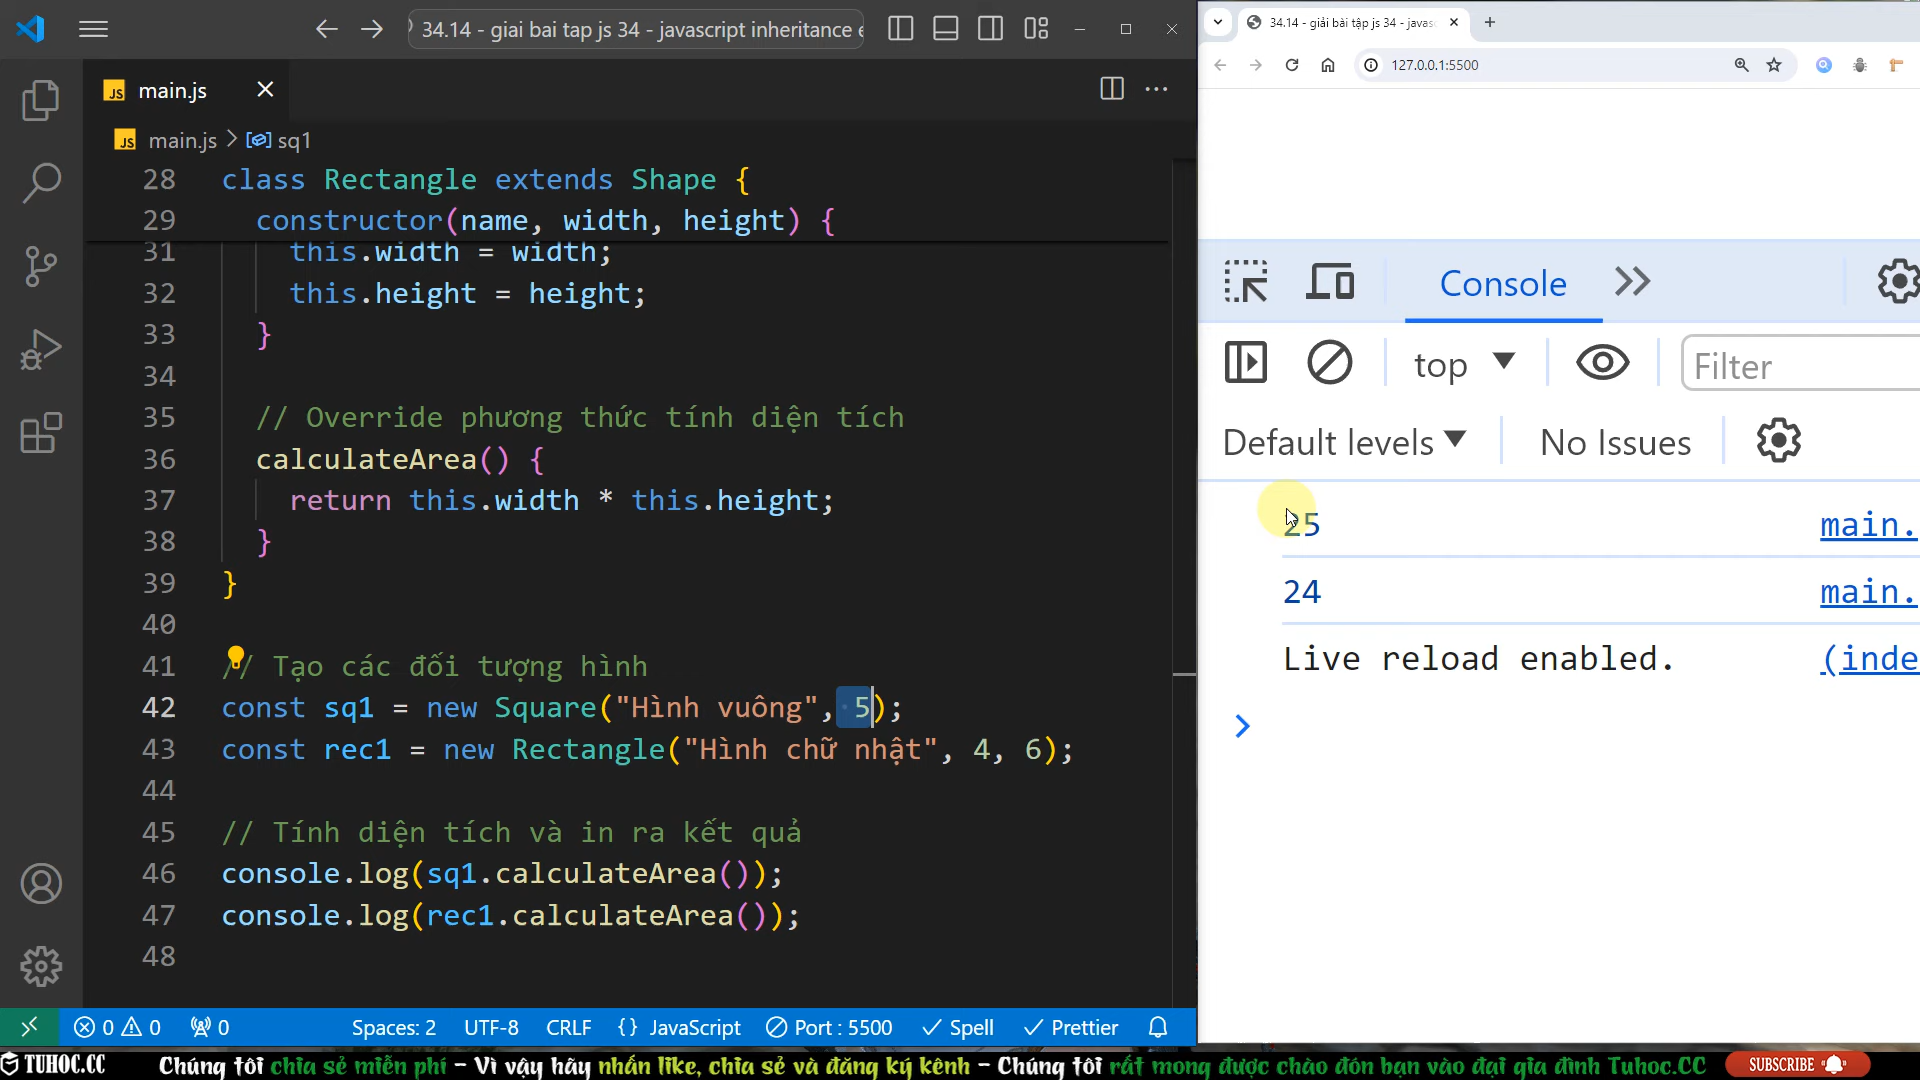 34.14 - giai bai tap js 34 - javascript inheritance e
main.js
main.js > sq1
28 class Rectangle extends Shape {
29 constructor(name, width, height) {
31 this.width = width;
32 this.height = height;
33 }
34
35 // Override phương thức tính diện tích
36 calculateArea() {
37 return this.width * this.height;
38 }
39 }
40
41 // Tạo các đối tượng hình
42 const sq1 = new Square("Hình vuông", 5);
43 const rec1 = new Rectangle("Hình chữ nhật", 4, 6);
44
45 // Tính diện tích và in ra kết quả
46 console.log(sq1.calculateArea());
47 console.log(rec1.calculateArea());
48
0 0 0 Spaces: 2 UTF-8 CRLF {} JavaScript Port : 5500 Spell Prettier
34.14 - giải bài tập js 34 - javas
127.0.0.1:5500
Console
top Filter
Default levels No Issues
25 main.
24 main.
Live reload enabled. (inde
TUHOC.CC Chúng tôi chia sẻ miễn phí - Vì vậy hãy nhấn like, chia sẻ và đăng ký kênh - Chúng tôi rất mong được chào đón bạn vào đại gia đình Tuhoc.CC SUBSCRIBE